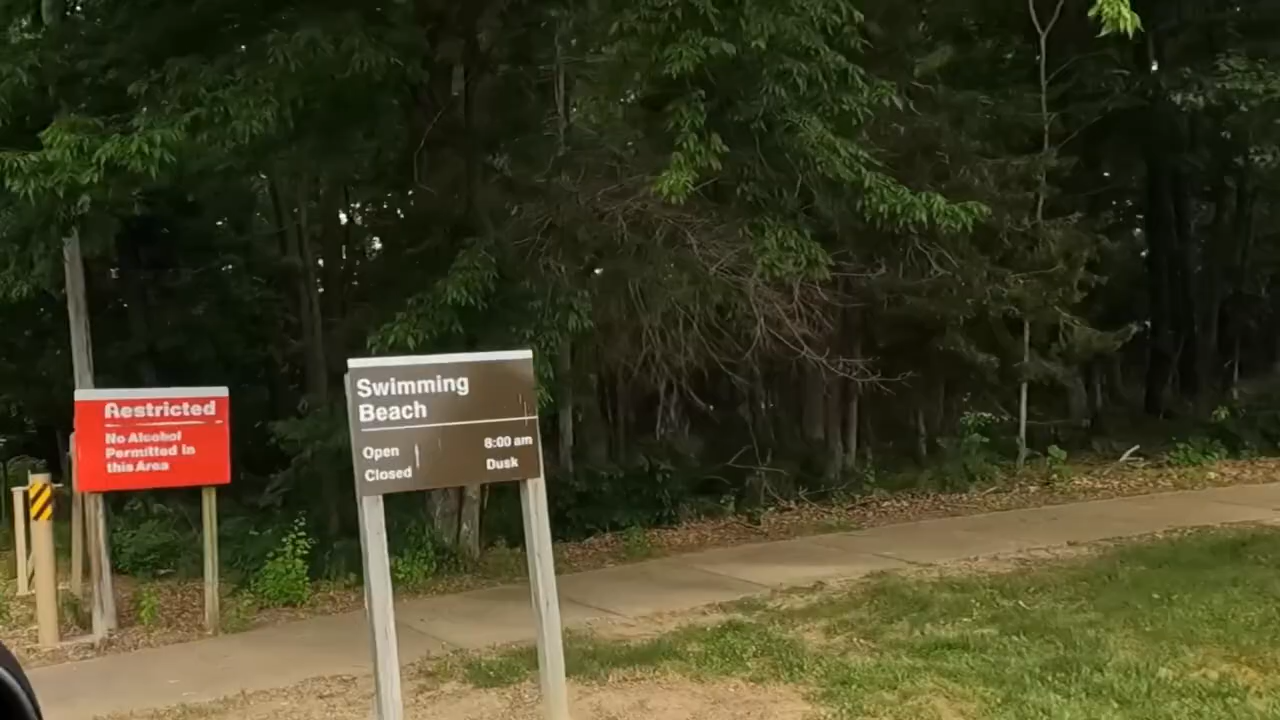 Restricted
No Alcohol
Permitted in
this Area
Swimming
Beach
Open 8:00 am
Closed Dusk